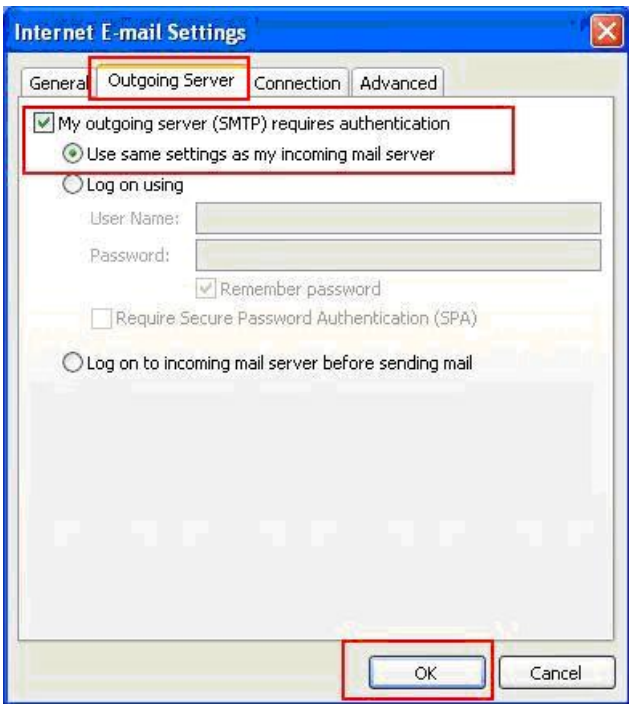 Internet E-mail Settings
General Outgoing Server Connection Advanced
My outgoing server (SMTP) requires authentication
Use same settings as my incoming mail server
Log on using
User Name:
Password:
Remember password
Require Secure Password Authentication (SPA)
Log on to incoming mail server before sending mail
OK Cancel